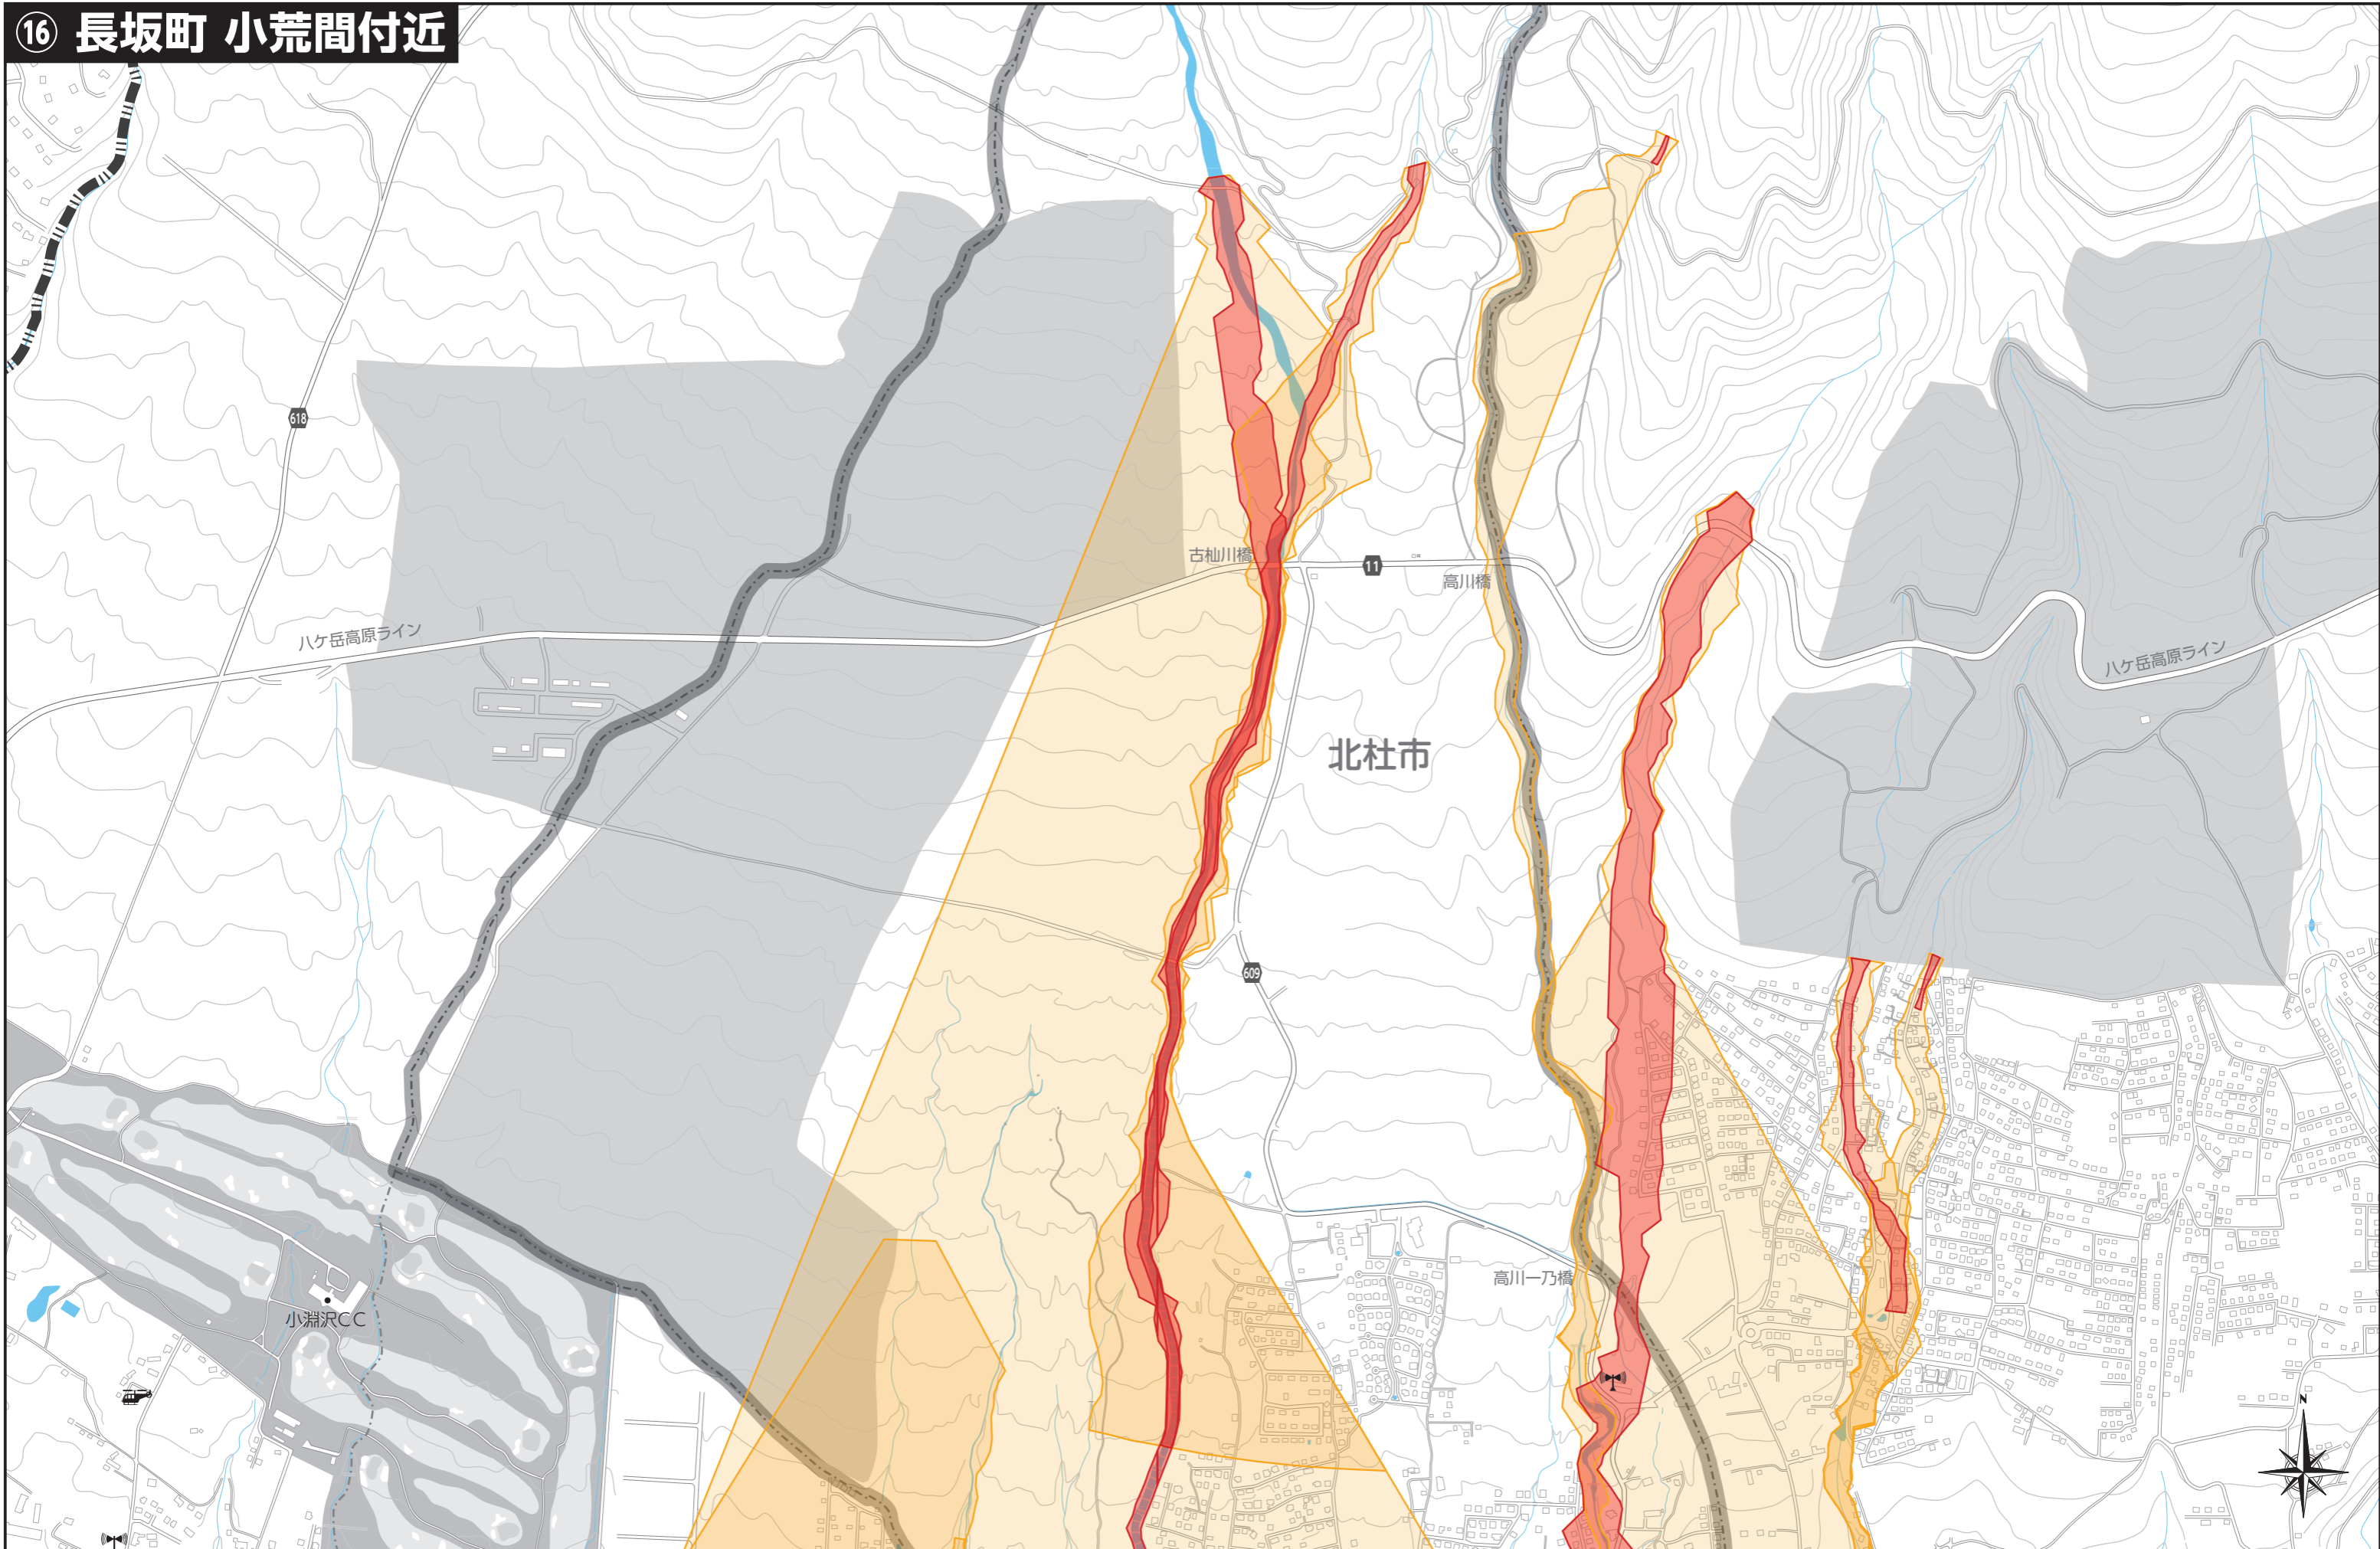 ⑯ 長坂町 小荒間付近
618
古杣川橋
11
高川橋
八ケ岳高原ライン
八ケ岳高原ライン
北杜市
609
高川一乃橋
小淵沢CC
N